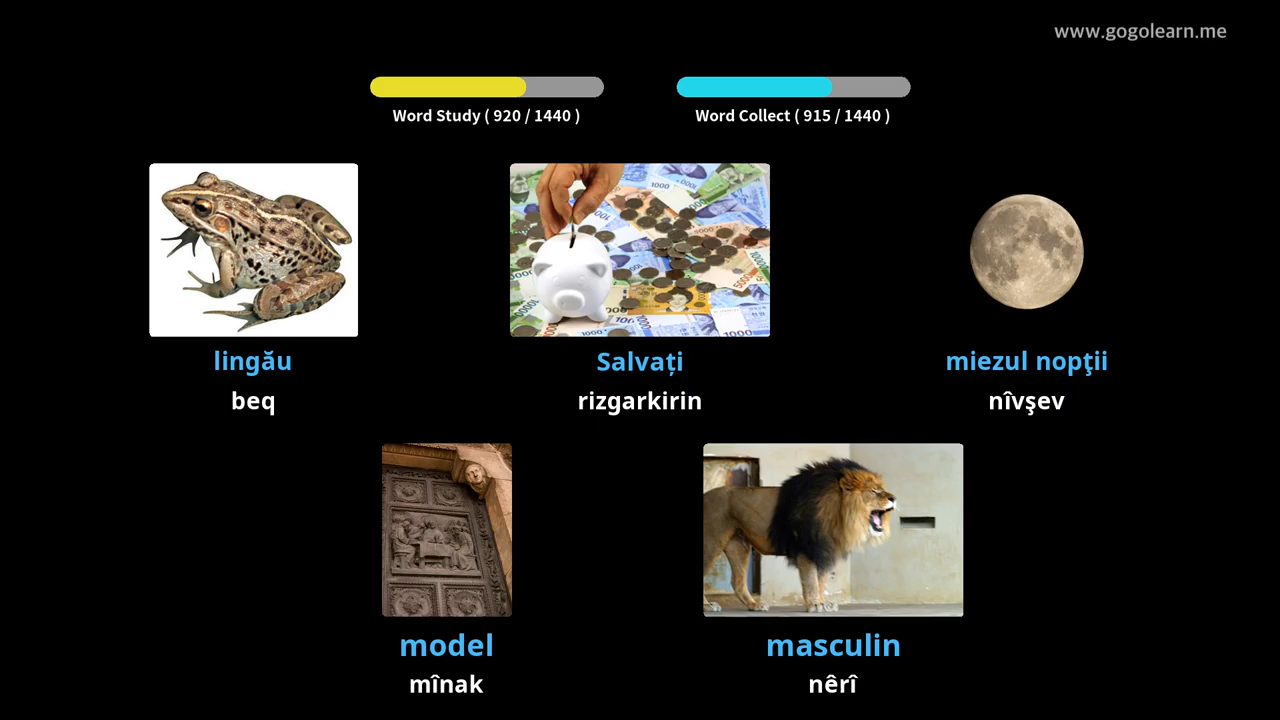 www.gogolearn.me
Word Study ( 920 / 1440 )
Word Collect ( 915 / 1440 )
lingău
Salvați
miezul nopţii
beq
rizgarkirin
nîvşev
model
masculin
mînak
nêrî